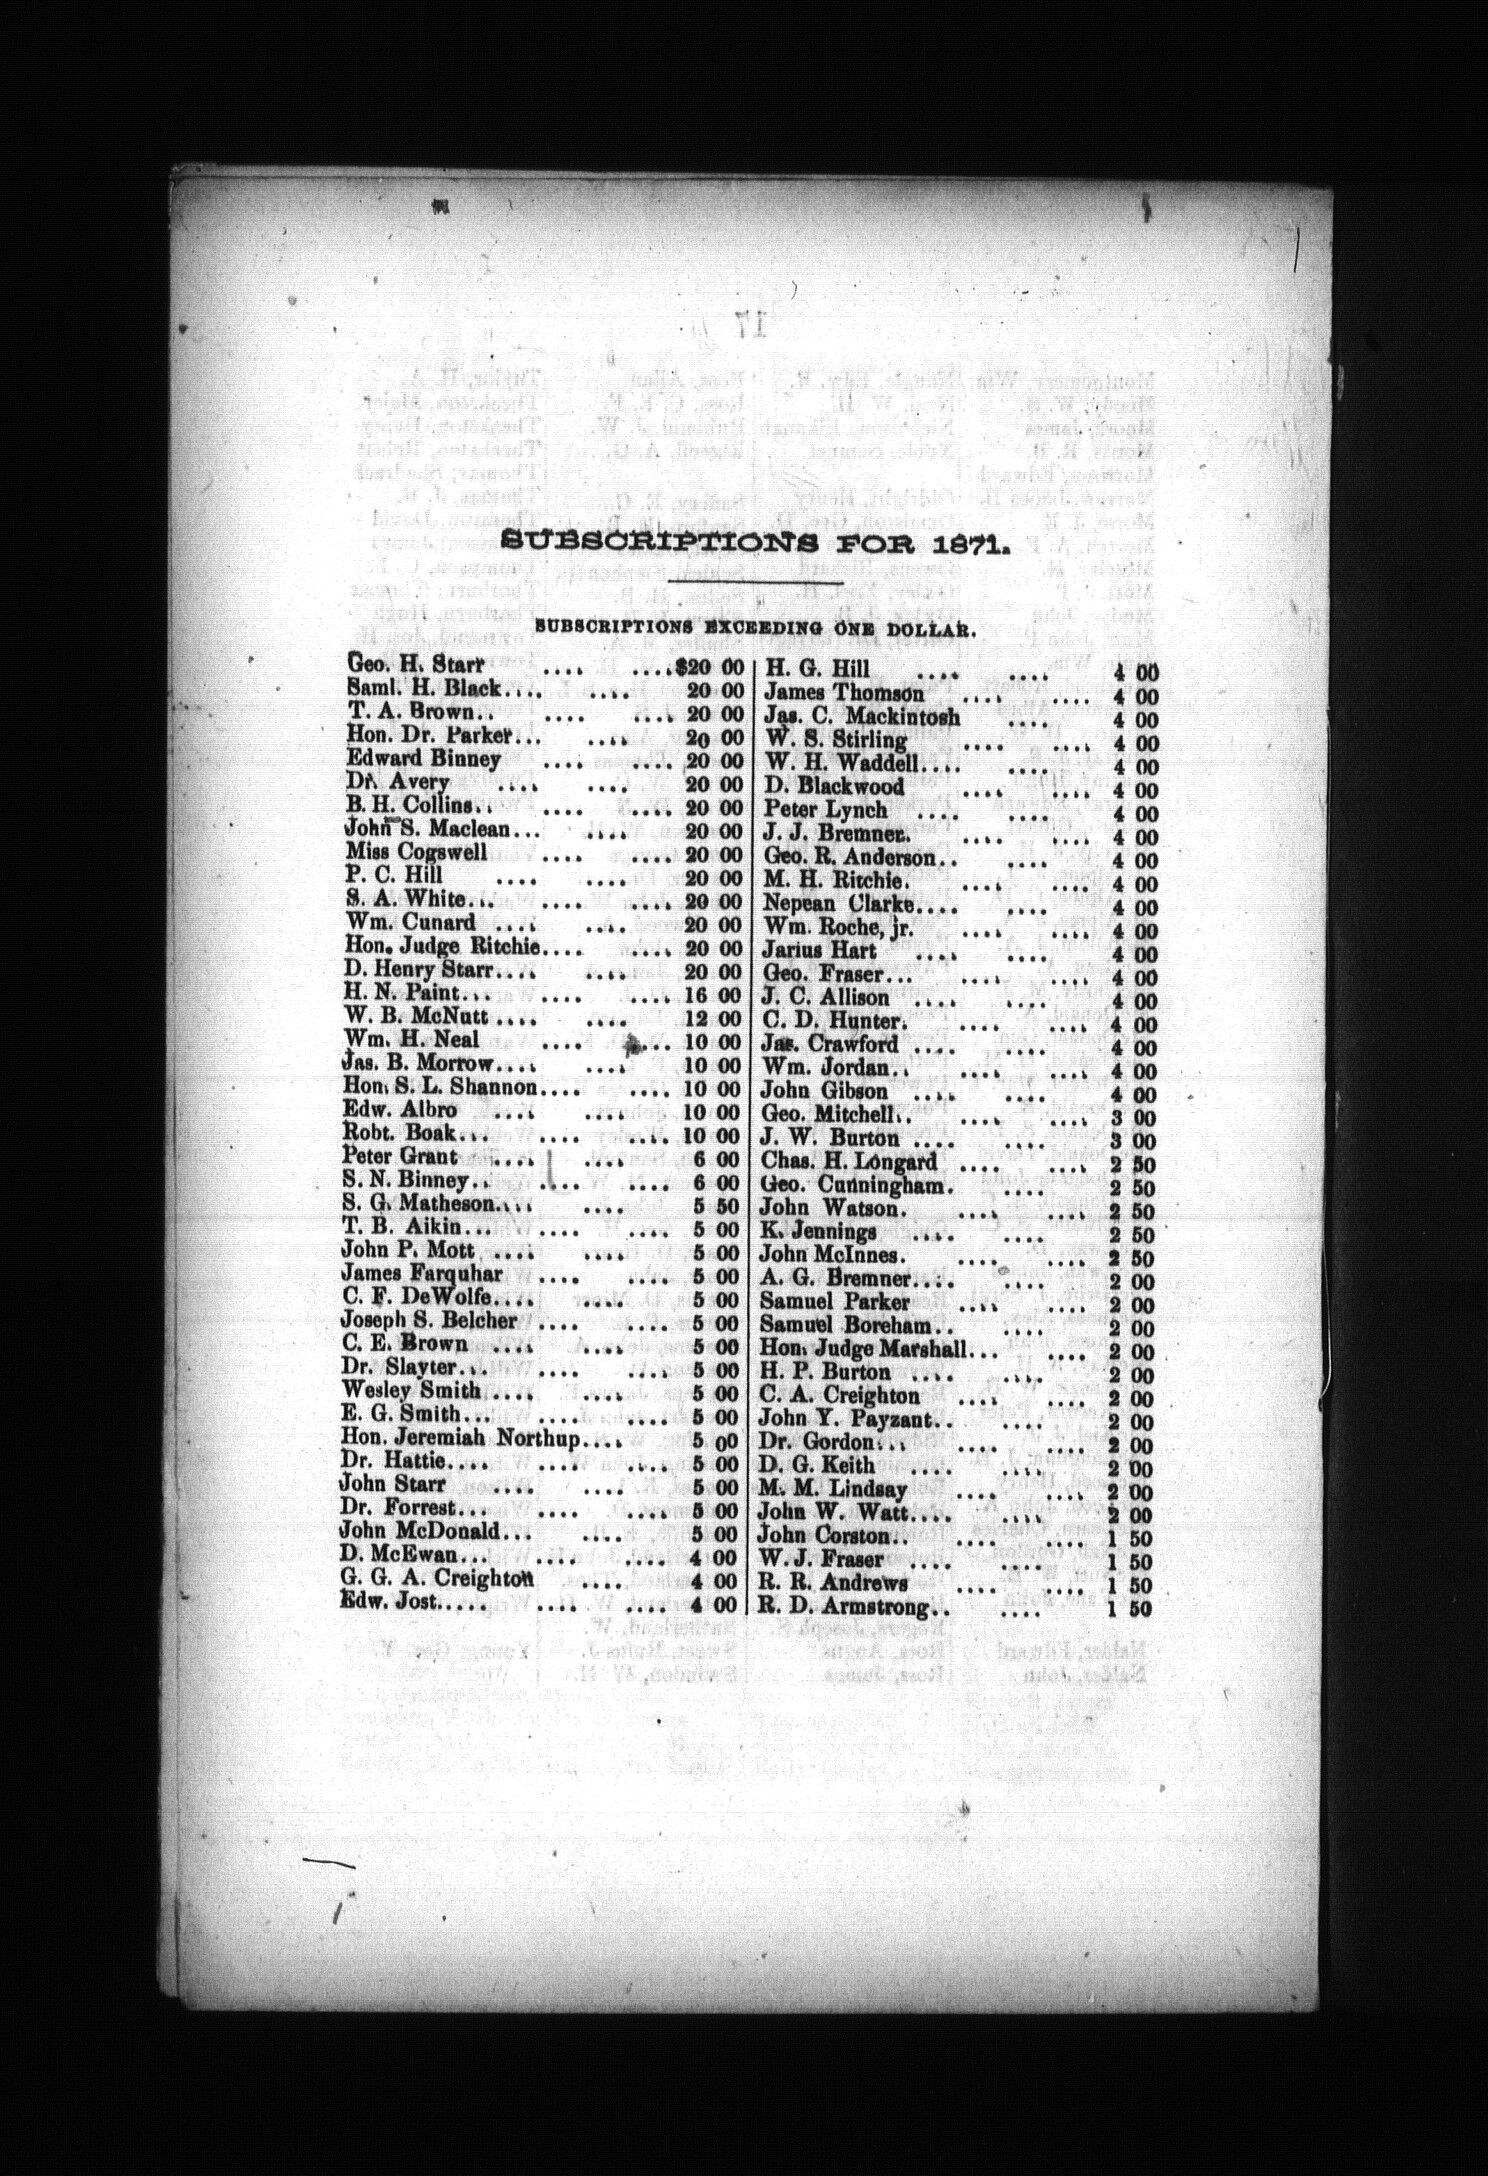 SUBSCRIPTIONS FOR 1871.
SUBSCRIPTIONS EXCEEDING ONE DOLLAR.
Geo. H. Starr .... ....$20 00
Saml. H. Black.... .... 20 00
T. A. Brown.. .... .... 20 00
Hon. Dr. Parker... .... 20 00
Edward Binney .... .... 20 00
Dr. Avery .... .... 20 00
B. H. Collins.. .... .... 20 00
John S. Maclean... .... 20 00
Miss Cogswell .... .... 20 00
P. C. Hill .... .... 20 00
S. A. White... .... .... 20 00
Wm. Cunard .... .... 20 00
Hon. Judge Ritchie.... .... 20 00
D. Henry Starr.... .... 20 00
H. N. Paint... .... .... 16 00
W. B. McNutt .... .... 12 00
Wm. H. Neal .... .... 10 00
Jas. B. Morrow.... .... 10 00
Hon. S. L. Shannon.... .... 10 00
Edw. Albro .... .... 10 00
Robt. Boak... .... .... 10 00
Peter Grant .... .... 6 00
S. N. Binney.. .... .... 6 00
S. G. Matheson.... .... 5 50
T. B. Aikin... .... .... 5 00
John P. Mott .... .... 5 00
James Farquhar .... .... 5 00
C. F. DeWolfe.... .... 5 00
Joseph S. Belcher .... .... 5 00
C. E. Brown .... .... 5 00
Dr. Slayter... .... .... 5 00
Wesley Smith .... .... 5 00
E. G. Smith... .... .... 5 00
Hon. Jeremiah Northup.... 5 00
Dr. Hattie.... .... .... 5 00
John Starr .... .... 5 00
Dr. Forrest... .... .... 5 00
John McDonald... .... 5 00
D. McEwan... .... .... 4 00
G. G. A. Creighton .... 4 00
Edw. Jost..... .... .... 4 00
H. G. Hill .... .... 4 00
James Thomson .... .... 4 00
Jas. C. Mackintosh .... 4 00
W. S. Stirling .... .... 4 00
W. H. Waddell.... .... 4 00
D. Blackwood .... .... 4 00
Peter Lynch .... .... 4 00
J. J. Bremner.. .... .... 4 00
Geo. R. Anderson.. .... 4 00
M. H. Ritchie. .... .... 4 00
Nepean Clarke.... .... 4 00
Wm. Roche, jr. .... .... 4 00
Jarius Hart .... .... 4 00
Geo. Fraser... .... .... 4 00
J. C. Allison .... .... 4 00
C. D. Hunter. .... .... 4 00
Jas. Crawford .... .... 4 00
Wm. Jordan.. .... .... 4 00
John Gibson .... .... 4 00
Geo. Mitchell.. .... .... 3 00
J. W. Burton .... .... 3 00
Chas. H. Longard .... .... 2 50
Geo. Cunningham. .... 2 50
John Watson. .... .... 2 50
K. Jennings .... .... 2 50
John McInnes. .... .... 2 50
A. G. Bremner.... .... 2 00
Samuel Parker .... .... 2 00
Samuel Boreham.. .... 2 00
Hon. Judge Marshall... .... 2 00
H. P. Burton .... .... 2 00
C. A. Creighton .... .... 2 00
John Y. Payzant.. .... 2 00
Dr. Gordon... .... .... 2 00
D. G. Keith .... .... 2 00
M. M. Lindsay .... .... 2 00
John W. Watt.... .... 2 00
John Corston.. .... .... 1 50
W. J. Fraser .... .... 1 50
R. R. Andrews .... .... 1 50
R. D. Armstrong.. .... 1 50